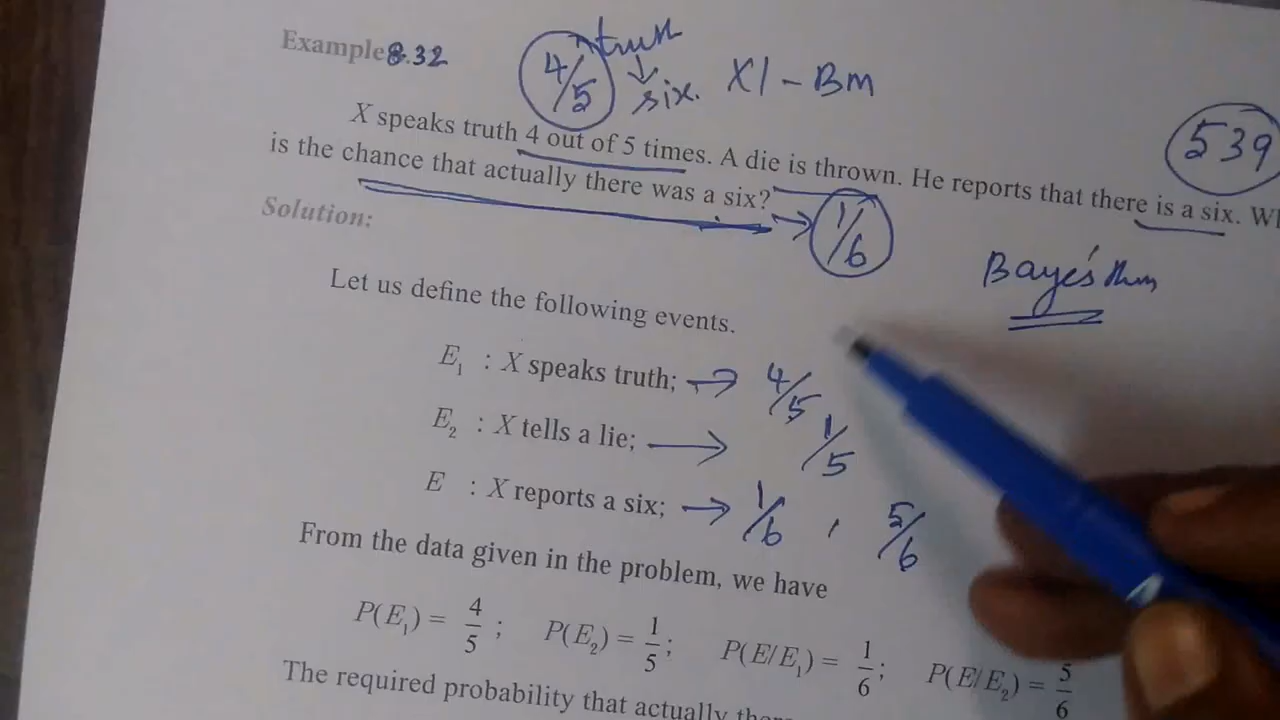 Example 8.32
4/5 truth
six. XI - BM
539
X speaks truth 4 out of 5 times. A die is thrown. He reports that there is a six.
is the chance that actually there was a six?
1/6
Solution:
Baye's thm
Let us define the following events.
E₁ : X speaks truth; → 4/5
E₂ : X tells a lie; → 1/5
E : X reports a six; → 1/6 , 5/6
From the data given in the problem, we have
P(E₁) = 4/5 ; P(E₂) = 1/5 ; P(E/E₁) = 1/6 ; P(E/E₂) = 5/6
The required probability that actually there